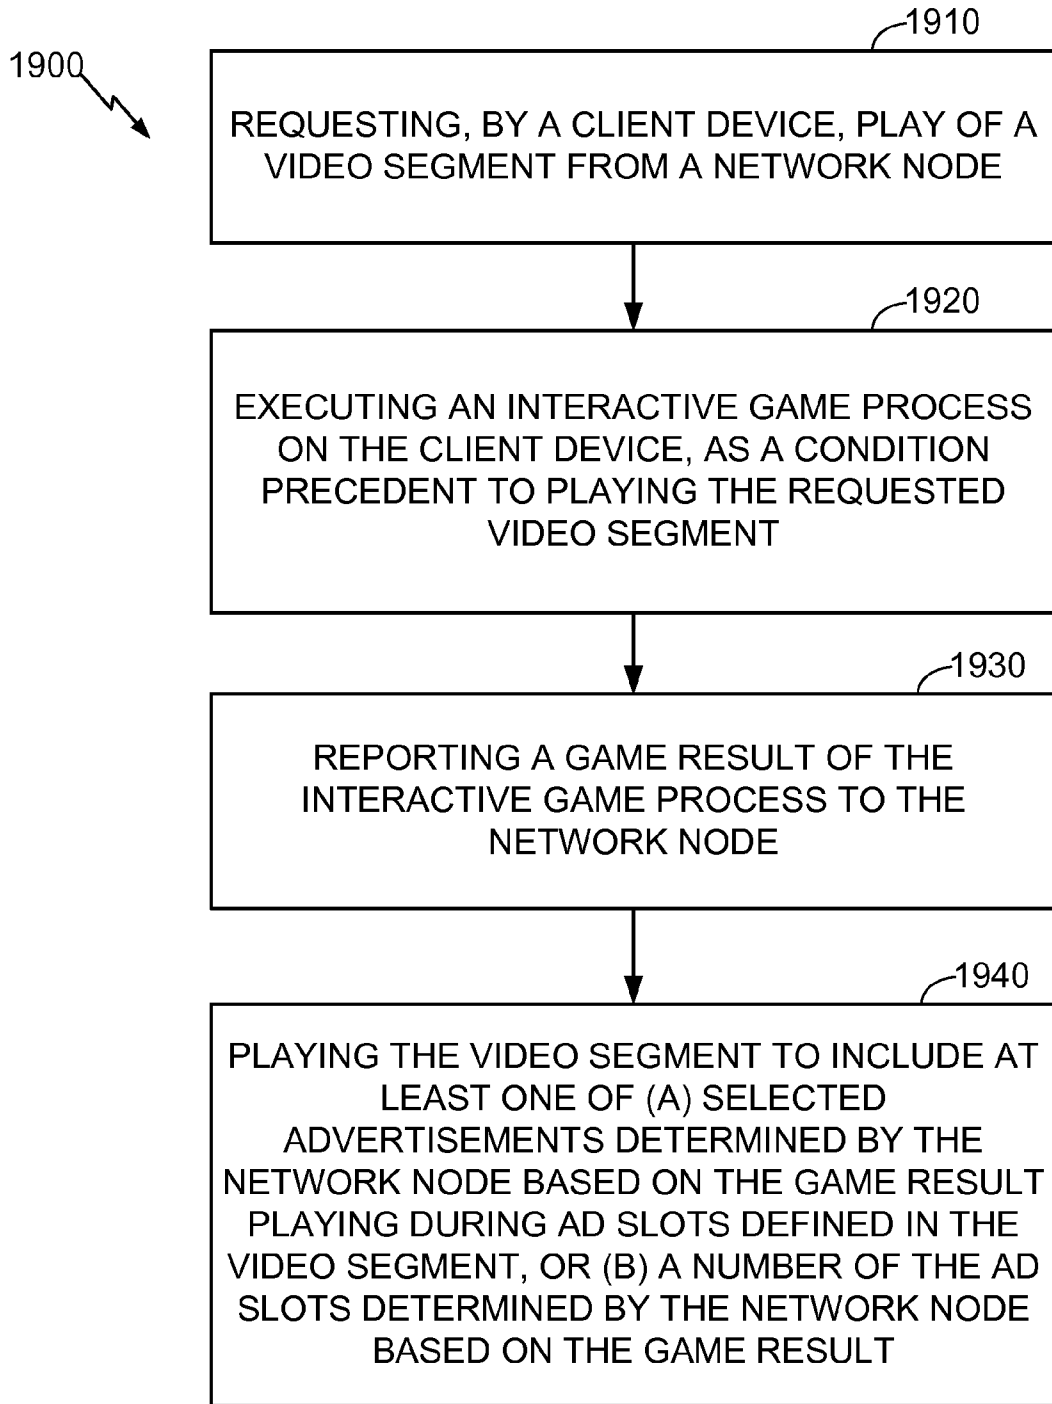 1900
1910
REQUESTING, BY A CLIENT DEVICE, PLAY OF A
VIDEO SEGMENT FROM A NETWORK NODE
1920
EXECUTING AN INTERACTIVE GAME PROCESS
ON THE CLIENT DEVICE, AS A CONDITION
PRECEDENT TO PLAYING THE REQUESTED
VIDEO SEGMENT
1930
REPORTING A GAME RESULT OF THE
INTERACTIVE GAME PROCESS TO THE
NETWORK NODE
1940
PLAYING THE VIDEO SEGMENT TO INCLUDE AT
LEAST ONE OF (A) SELECTED
ADVERTISEMENTS DETERMINED BY THE
NETWORK NODE BASED ON THE GAME RESULT
PLAYING DURING AD SLOTS DEFINED IN THE
VIDEO SEGMENT, OR (B) A NUMBER OF THE AD
SLOTS DETERMINED BY THE NETWORK NODE
BASED ON THE GAME RESULT